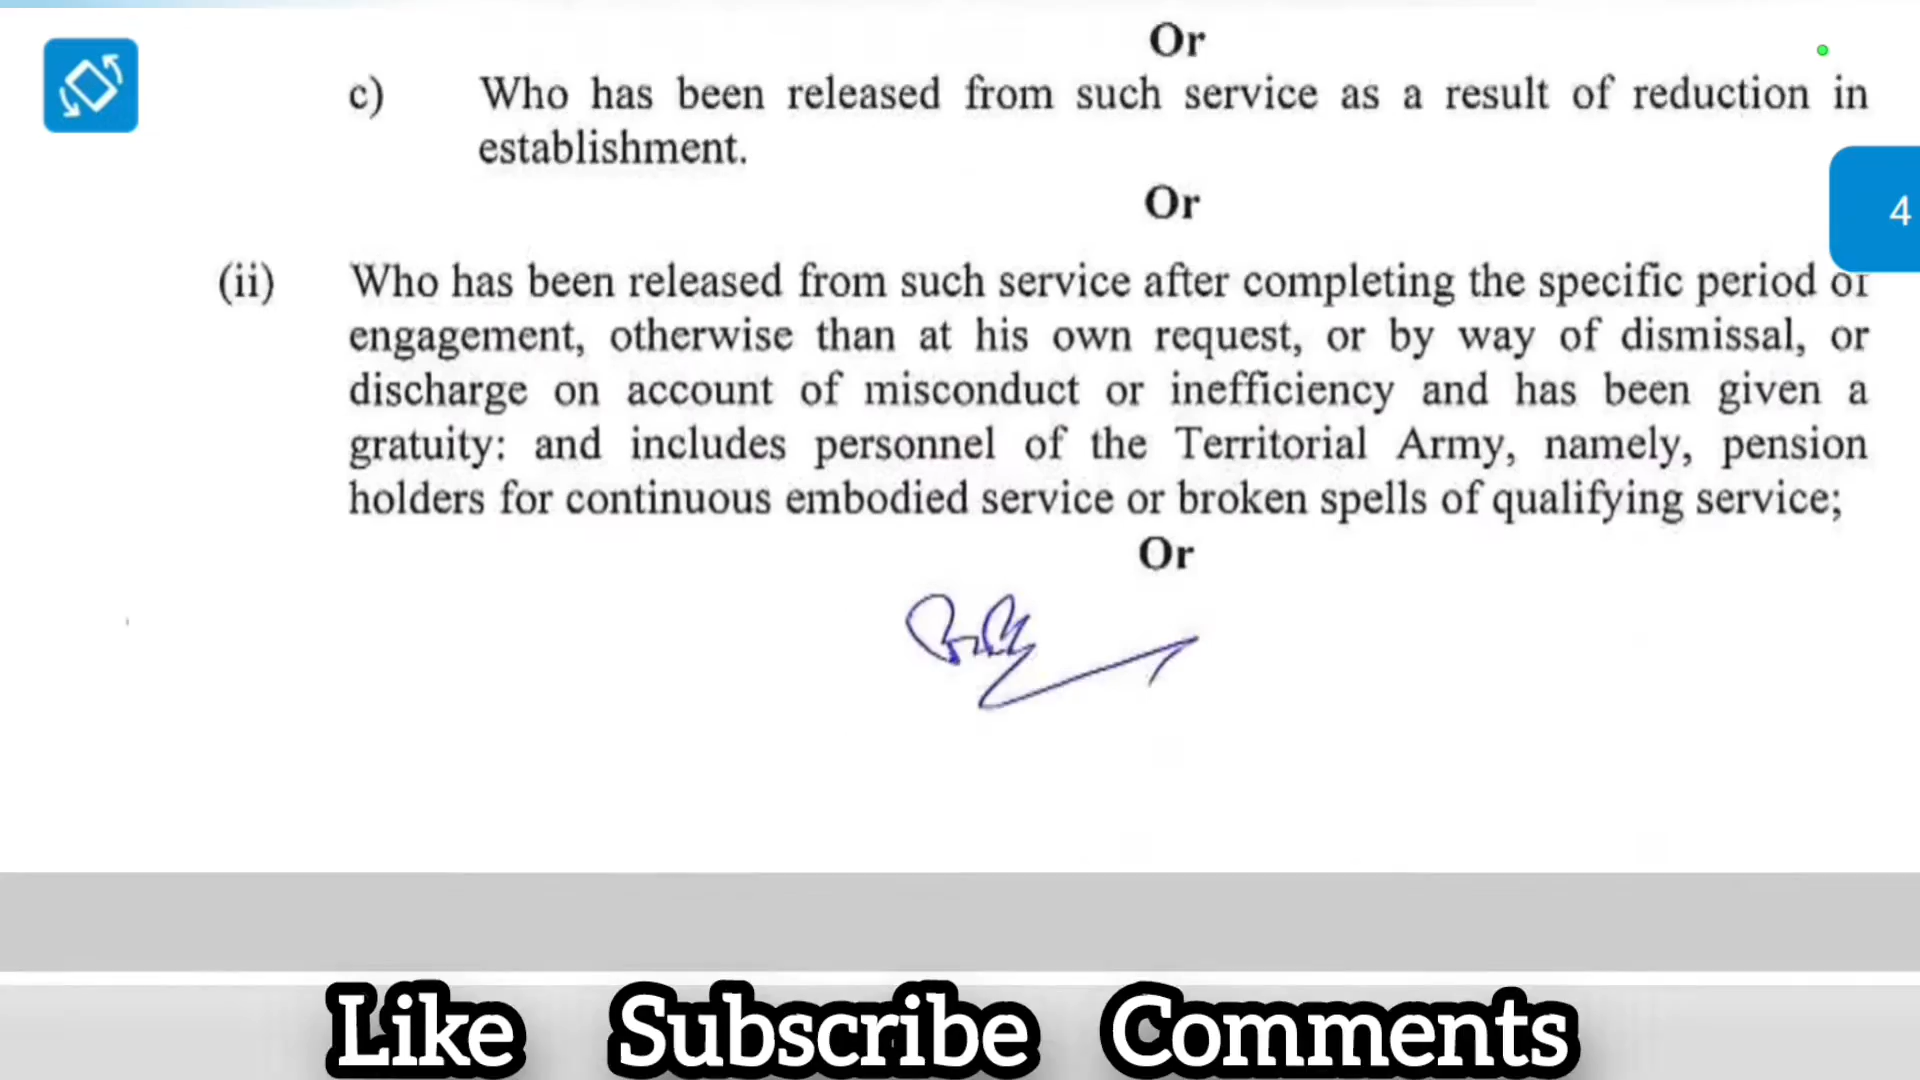 Or
c) Who has been released from such service as a result of reduction in
establishment.
Or
4
(ii) Who has been released from such service after completing the specific period of
engagement, otherwise than at his own request, or by way of dismissal, or
discharge on account of misconduct or inefficiency and has been given a
gratuity: and includes personnel of the Territorial Army, namely, pension
holders for continuous embodied service or broken spells of qualifying service;
Or
Like Subscribe Comments